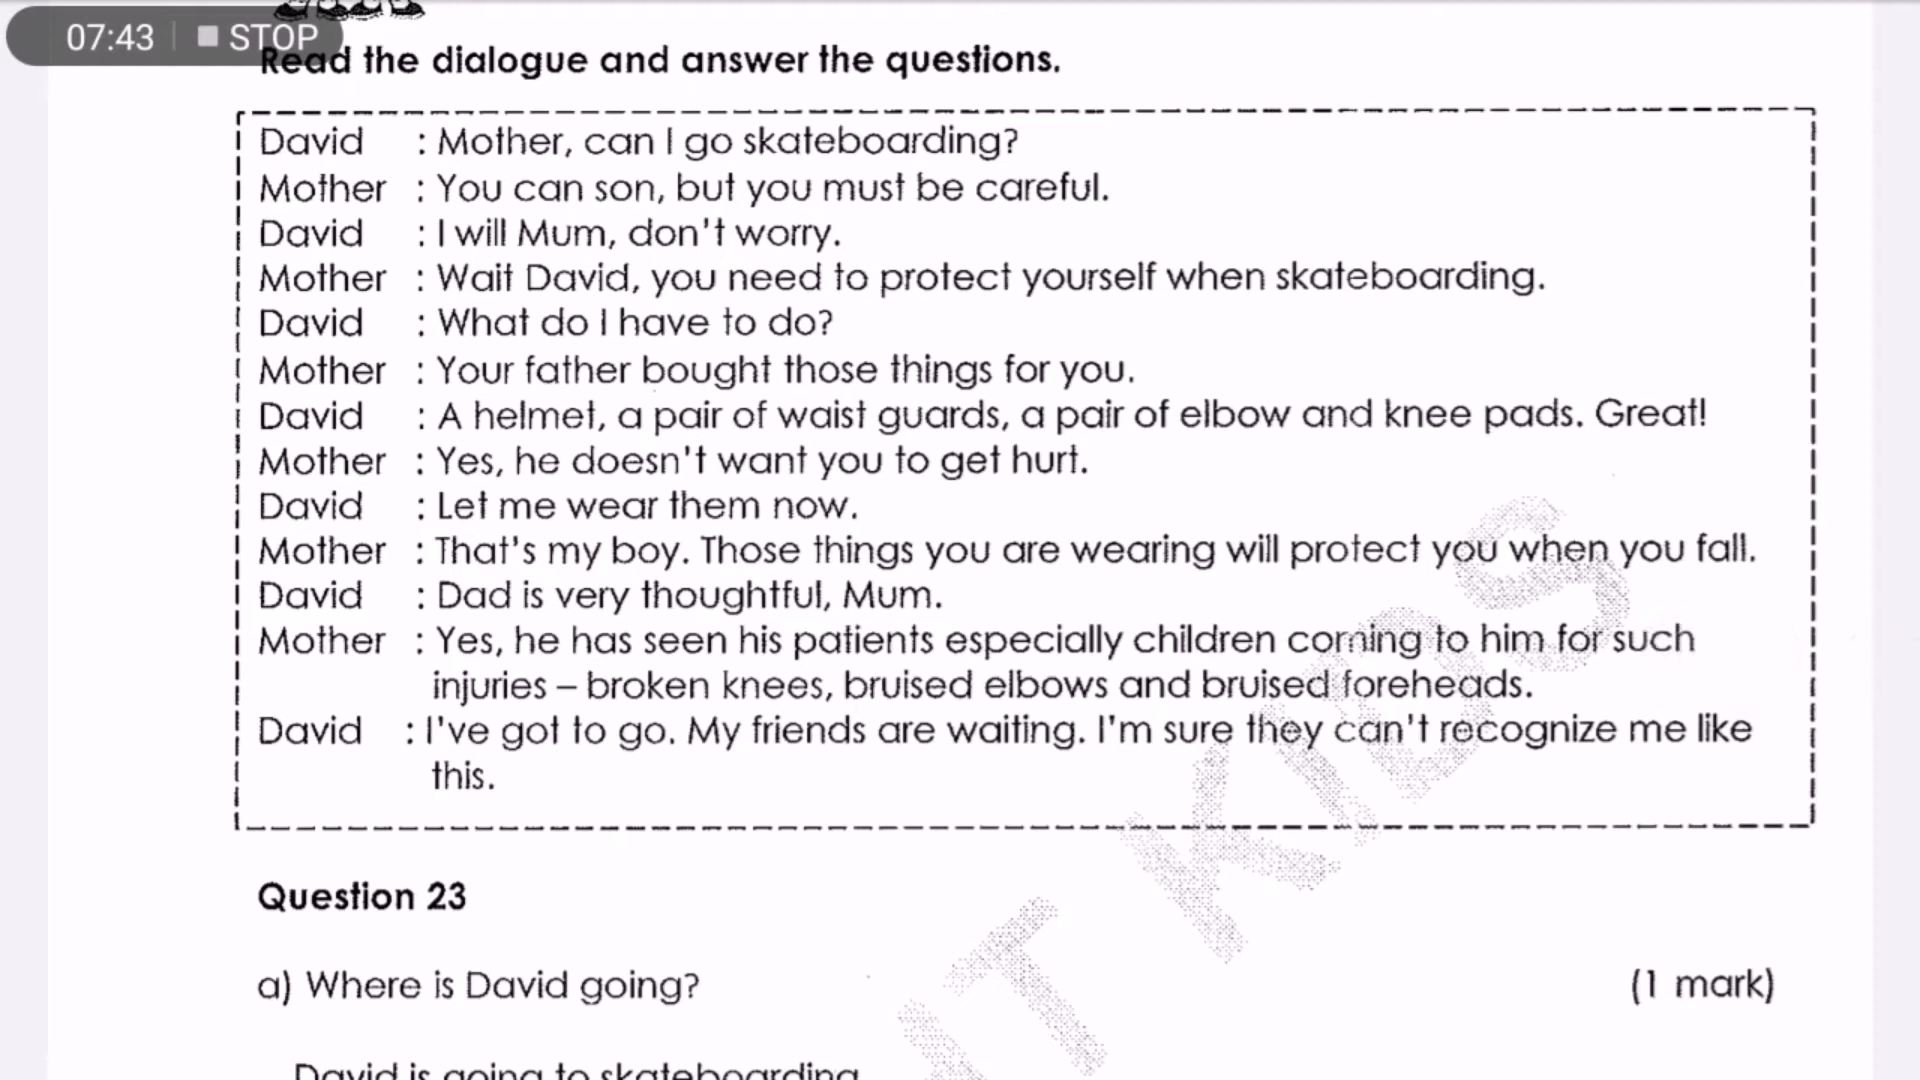 07:43 STOP
Read the dialogue and answer the questions.
David : Mother, can I go skateboarding?
Mother : You can son, but you must be careful.
David : I will Mum, don't worry.
Mother : Wait David, you need to protect yourself when skateboarding.
David : What do I have to do?
Mother : Your father bought those things for you.
David : A helmet, a pair of waist guards, a pair of elbow and knee pads. Great!
Mother : Yes, he doesn't want you to get hurt.
David : Let me wear them now.
Mother : That's my boy. Those things you are wearing will protect you when you fall.
David : Dad is very thoughtful, Mum.
Mother : Yes, he has seen his patients especially children coming to him for such
injuries – broken knees, bruised elbows and bruised foreheads.
David : I've got to go. My friends are waiting. I'm sure they can't recognize me like
this.
Question 23
a) Where is David going? (1 mark)
David is going to skateboarding
KIDS